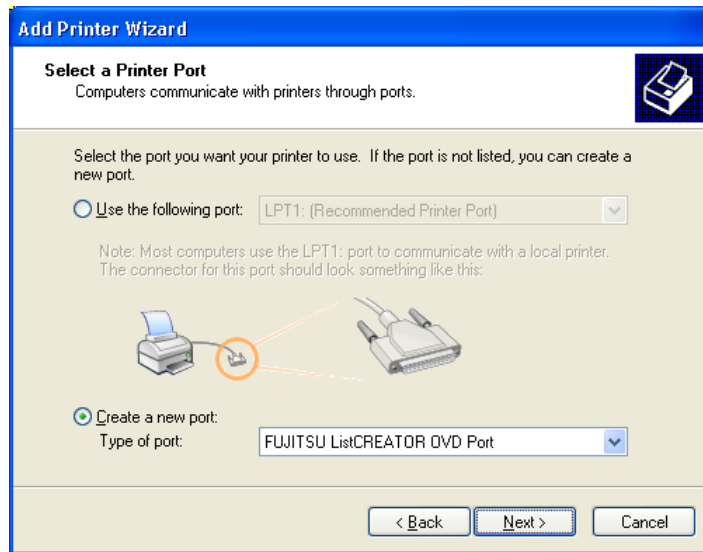 Add Printer Wizard
Select a Printer Port
Computers communicate with printers through ports.
Select the port you want your printer to use. If the port is not listed, you can create a
new port.
Use the following port: LPT1: (Recommended Printer Port)
Note: Most computers use the LPT1: port to communicate with a local printer.
The connector for this port should look something like this:
Create a new port:
Type of port: FUJITSU ListCREATOR OVD Port
< Back Next > Cancel